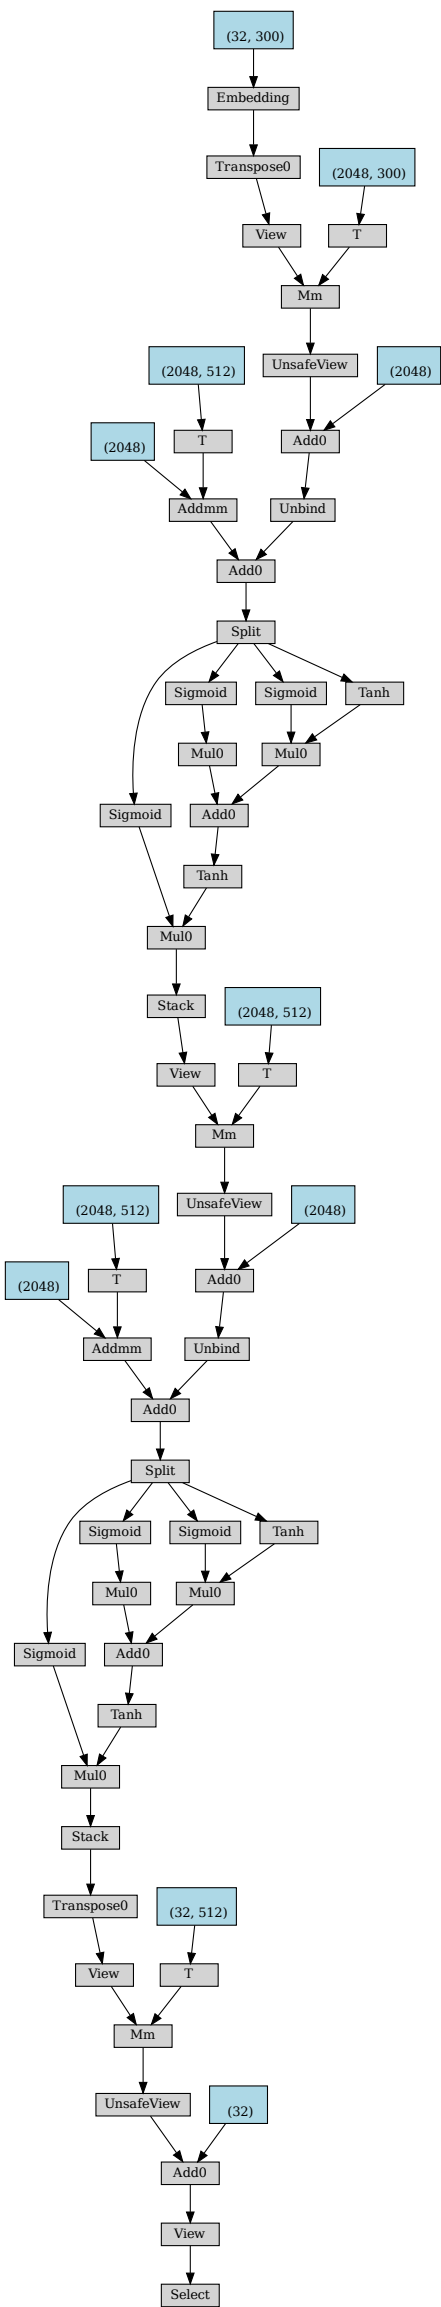 (32, 300)
Embedding
Transpose0
(2048, 300)
View
T
Mm
(2048, 512)
UnsafeView
(2048)
(2048)
T
Add0
Addmm
Unbind
Add0
Split
Sigmoid
Sigmoid
Tanh
Mul0
Mul0
Sigmoid
Add0
Tanh
Mul0
Stack
(2048, 512)
View
T
Mm
(2048, 512)
UnsafeView
(2048)
(2048)
T
Add0
Addmm
Unbind
Add0
Split
Sigmoid
Sigmoid
Tanh
Mul0
Mul0
Sigmoid
Add0
Tanh
Mul0
Stack
Transpose0
(32, 512)
View
T
Mm
UnsafeView
(32)
Add0
View
Select